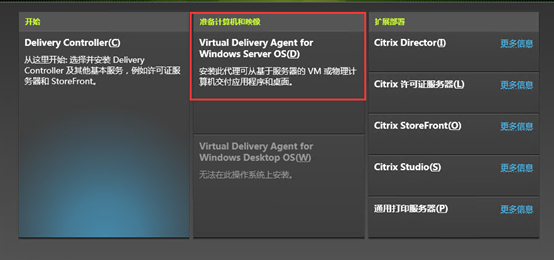 开始
Delivery Controller(C)
从这里开始: 选择并安装 Delivery
Controller 及其他基本服务，例如许可证服
务器和 StoreFront。
准备计算机和映像
Virtual Delivery Agent for
Windows Server OS(D)
安装此代理可从基于服务器的 VM 或物理计
算机交付应用程序和桌面。
Virtual Delivery Agent for
Windows Desktop OS(W)
无法在此操作系统上安装。
扩展部署
Citrix Director(I) 更多信息
Citrix 许可证服务器(L) 更多信息
Citrix StoreFront(O) 更多信息
Citrix Studio(S) 更多信息
通用打印服务器(P) 更多信息